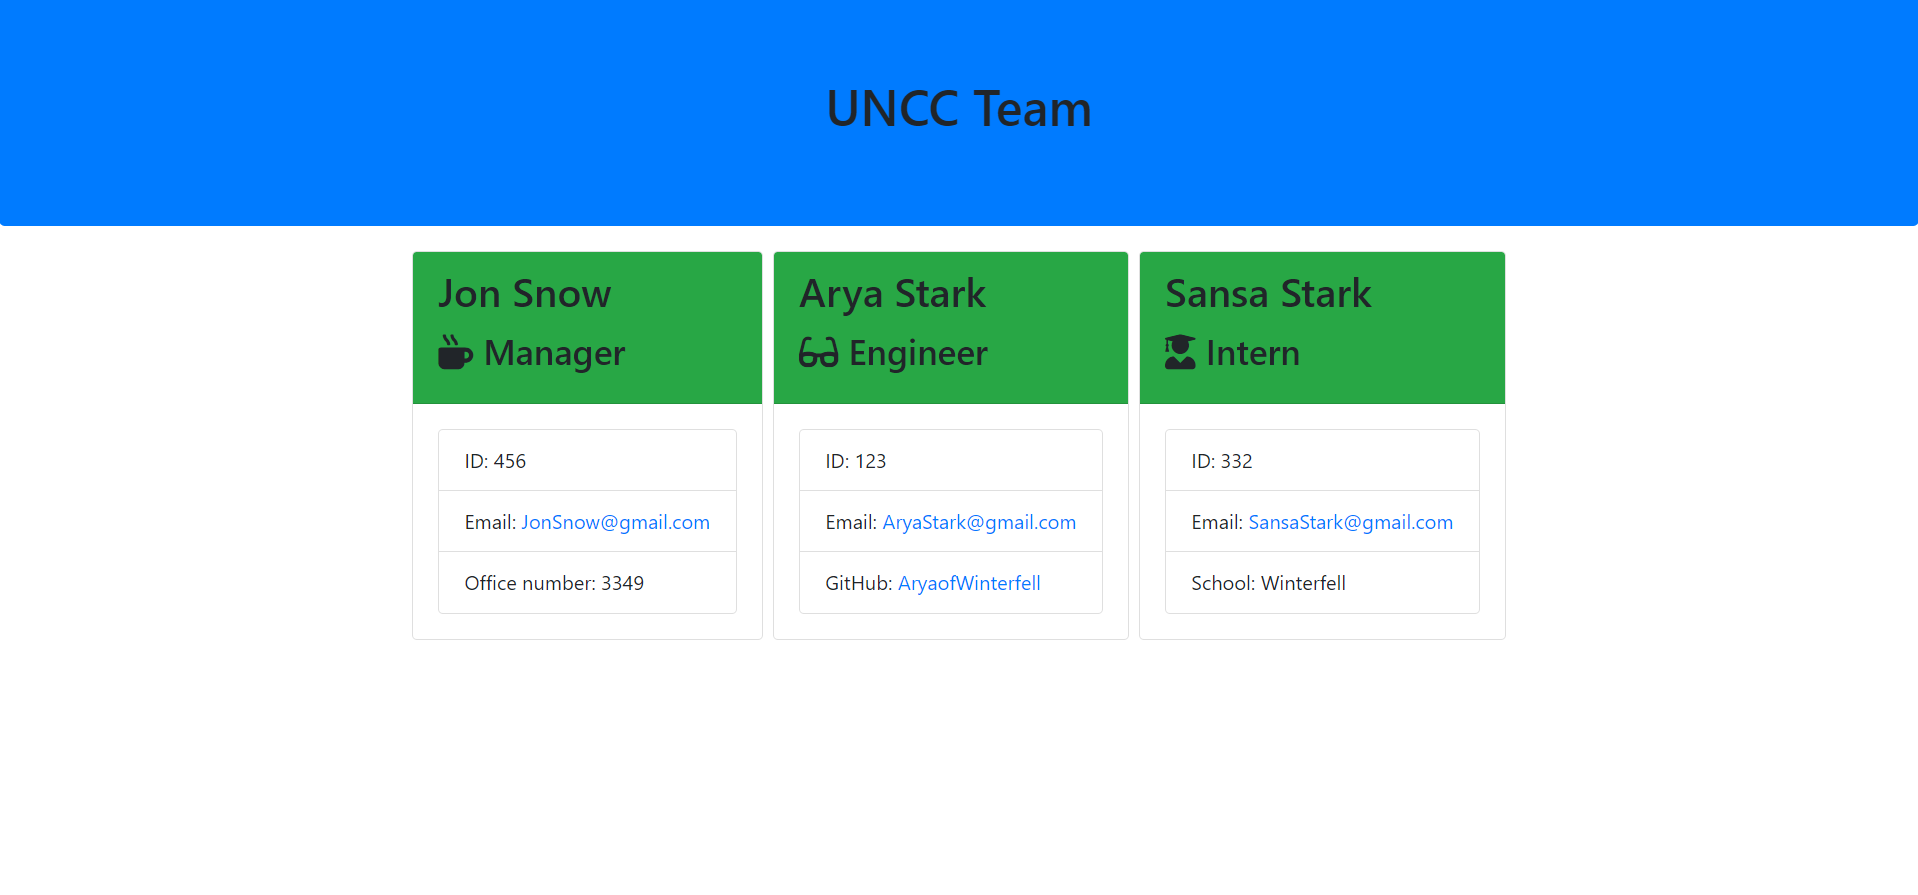 UNCC Team
Jon Snow
Manager
ID: 456
Email: JonSnow@gmail.com
Office number: 3349
Arya Stark
Engineer
ID: 123
Email: AryaStark@gmail.com
GitHub: AryaofWinterfell
Sansa Stark
Intern
ID: 332
Email: SansaStark@gmail.com
School: Winterfell